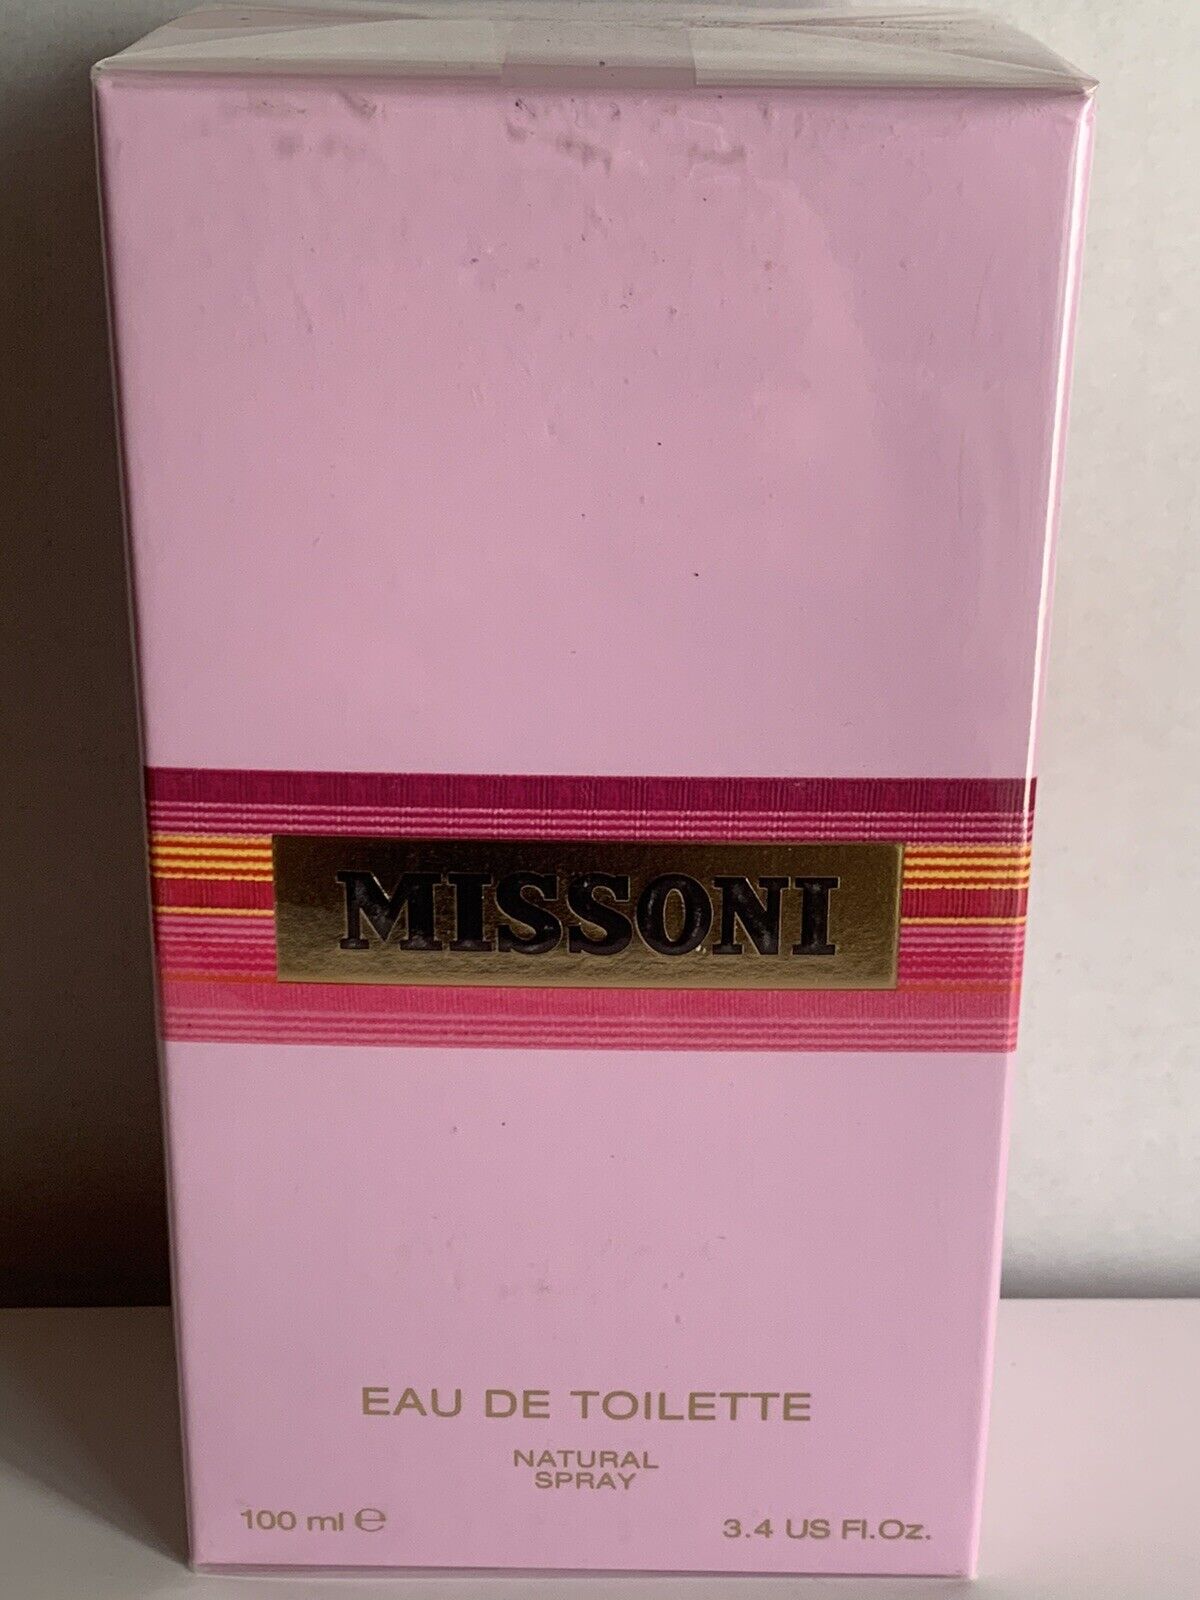 MISSONI
EAU DE TOILETTE
NATURAL
SPRAY
100 ml ℮
3.4 US Fl.Oz.